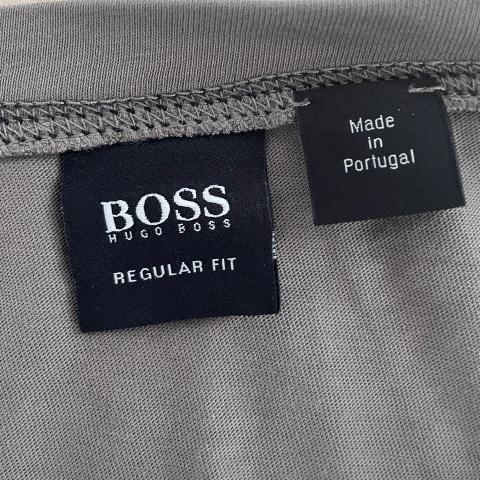 BOSS
HUGO BOSS
REGULAR FIT
Made
in
Portugal